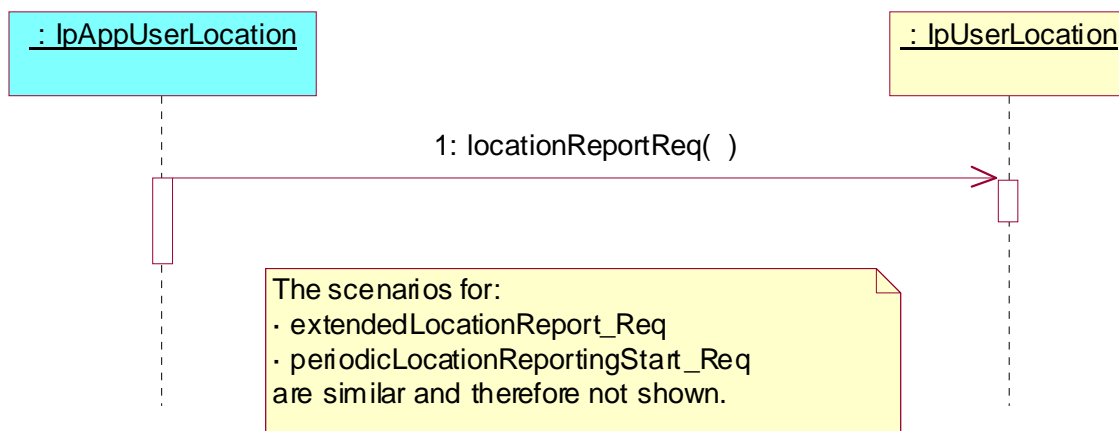 : IpAppUserLocation
: IpUserLocation
1: locationReportReq( )
The scenarios for:
· extendedLocationReport_Req
· periodicLocationReportingStart_Req
are similar and therefore not shown.